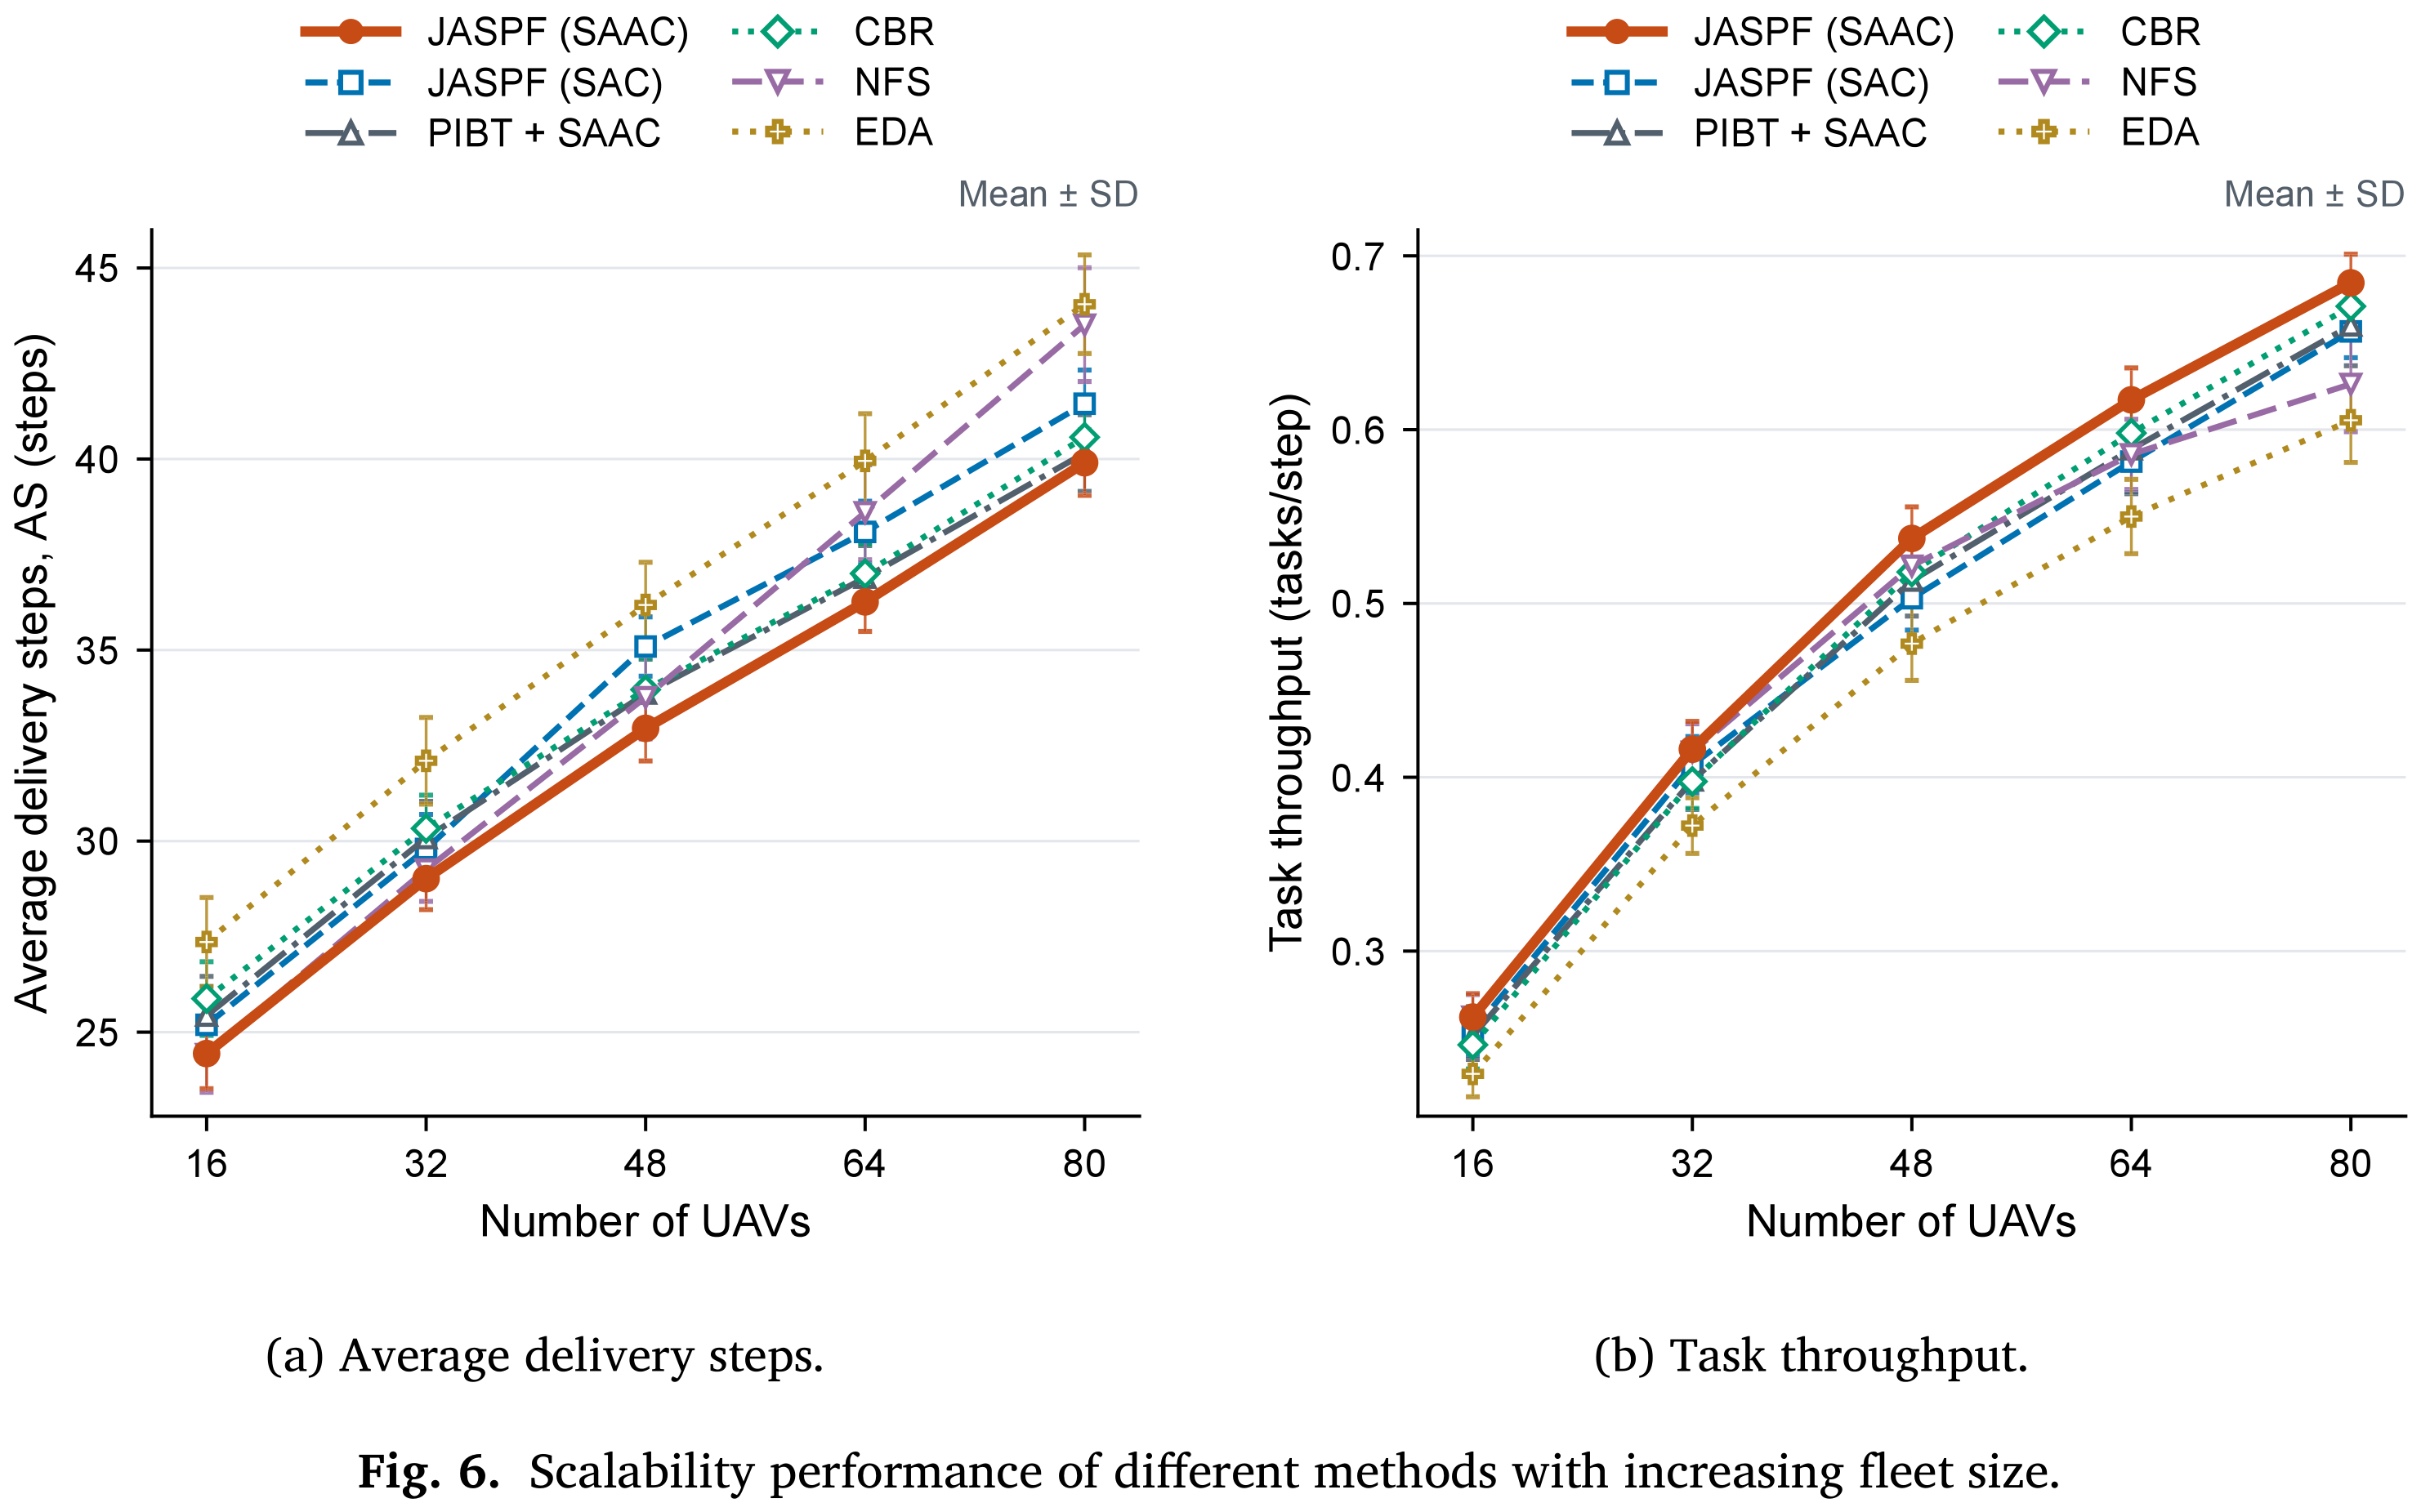 JASPF (SAAC)
JASPF (SAC)
PIBT + SAAC
CBR
NFS
EDA
Mean ± SD
Average delivery steps, AS (steps)
45
40
35
30
25
16 32 48 64 80
Number of UAVs
(a) Average delivery steps.
JASPF (SAAC)
JASPF (SAC)
PIBT + SAAC
CBR
NFS
EDA
Mean ± SD
Task throughput (tasks/step)
0.7
0.6
0.5
0.4
0.3
16 32 48 64 80
Number of UAVs
(b) Task throughput.
Fig. 6. Scalability performance of different methods with increasing fleet size.